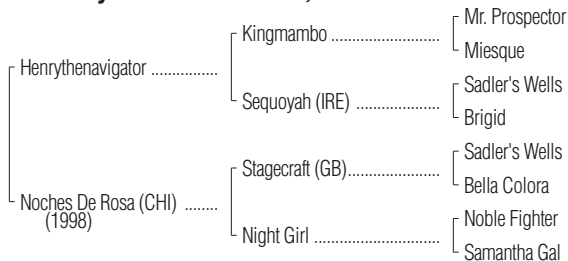 Mr. Prospector
Kingmambo ........................
Miesque
Henrythenavigator ...............
Sadler's Wells
Sequoyah (IRE) ..................
Brigid
Sadler's Wells
Stagecraft (GB)....................
Bella Colora
Noches De Rosa (CHI) ........
(1998)
Noble Fighter
Night Girl ...........................
Samantha Gal